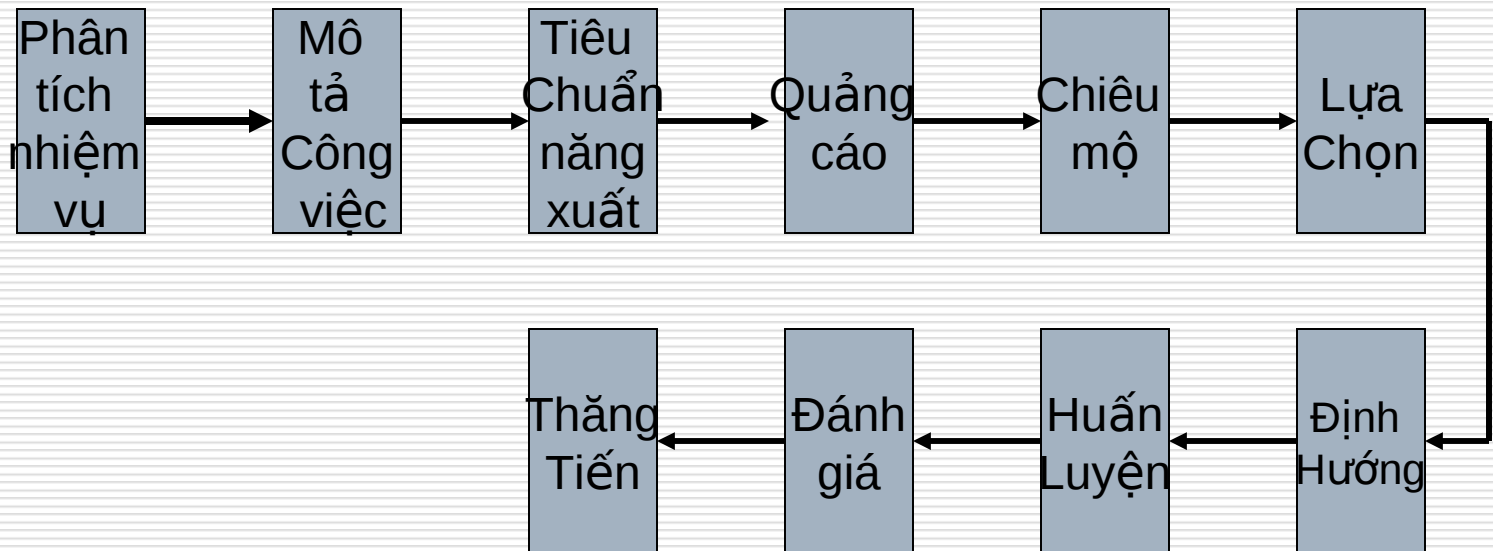 Phân
tích
nhiệm
vụ
Mô
tả
Công
việc
Tiêu
Chuẩn
năng
xuất
Quảng
cáo
Chiêu
mộ
Lựa
Chọn
Thăng
Tiến
Đánh
giá
Huấn
Luyện
Định
Hướng